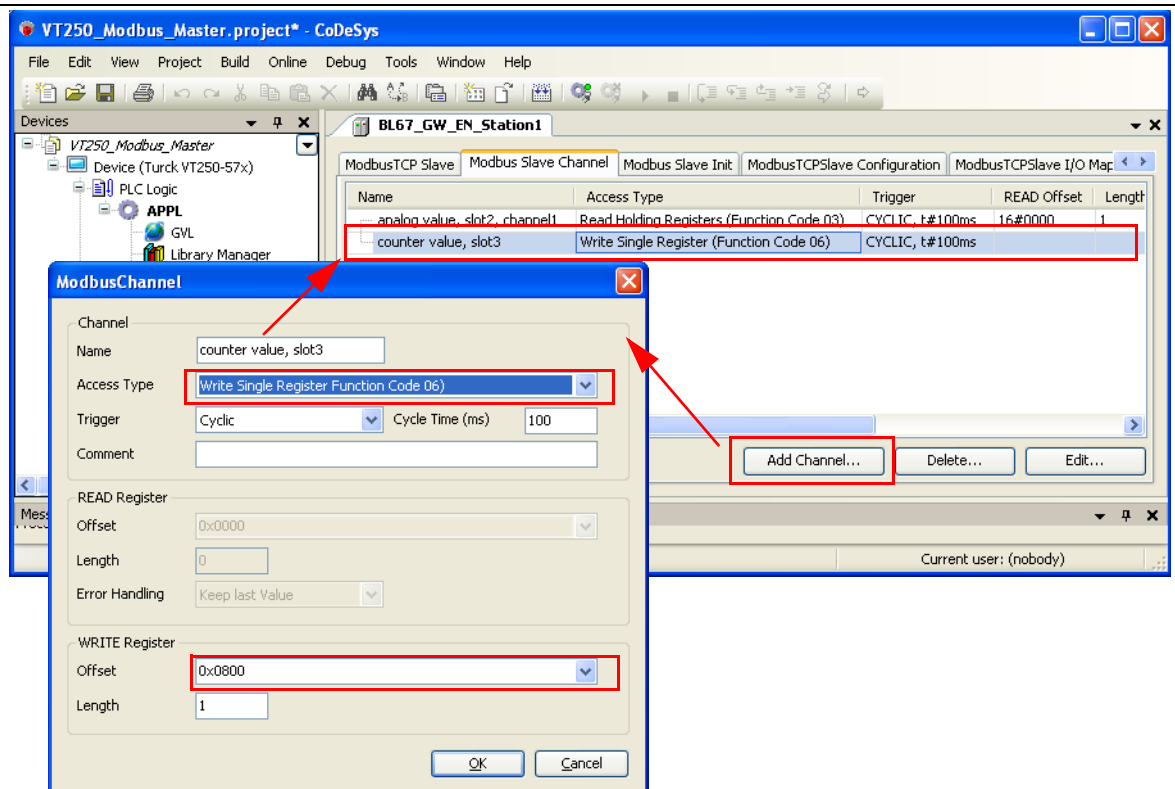 VT250_Modbus_Master.project* - CoDeSys
File Edit View Project Build Online Debug Tools Window Help
Devices
VT250_Modbus_Master
Device (Turck VT250-57x)
PLC Logic
APPL
GVL
Library Manager
BL67_GW_EN_Station1
ModbusTCP Slave Modbus Slave Channel Modbus Slave Init ModbusTCPSlave Configuration ModbusTCPSlave I/O Map
Name Access Type Trigger READ Offset Length
analog value, slot2, channel1 Read Holding Registers (Function Code 03) CYCLIC, t#100ms 16#0000 1
counter value, slot3 Write Single Register (Function Code 06) CYCLIC, t#100ms
Add Channel... Delete... Edit...
Mess
Current user: (nobody)
ModbusChannel
Channel
Name counter value, slot3
Access Type Write Single Register Function Code 06)
Trigger Cyclic Cycle Time (ms) 100
Comment
READ Register
Offset 0x0000
Length 0
Error Handling Keep last Value
WRITE Register
Offset 0x0800
Length 1
OK Cancel